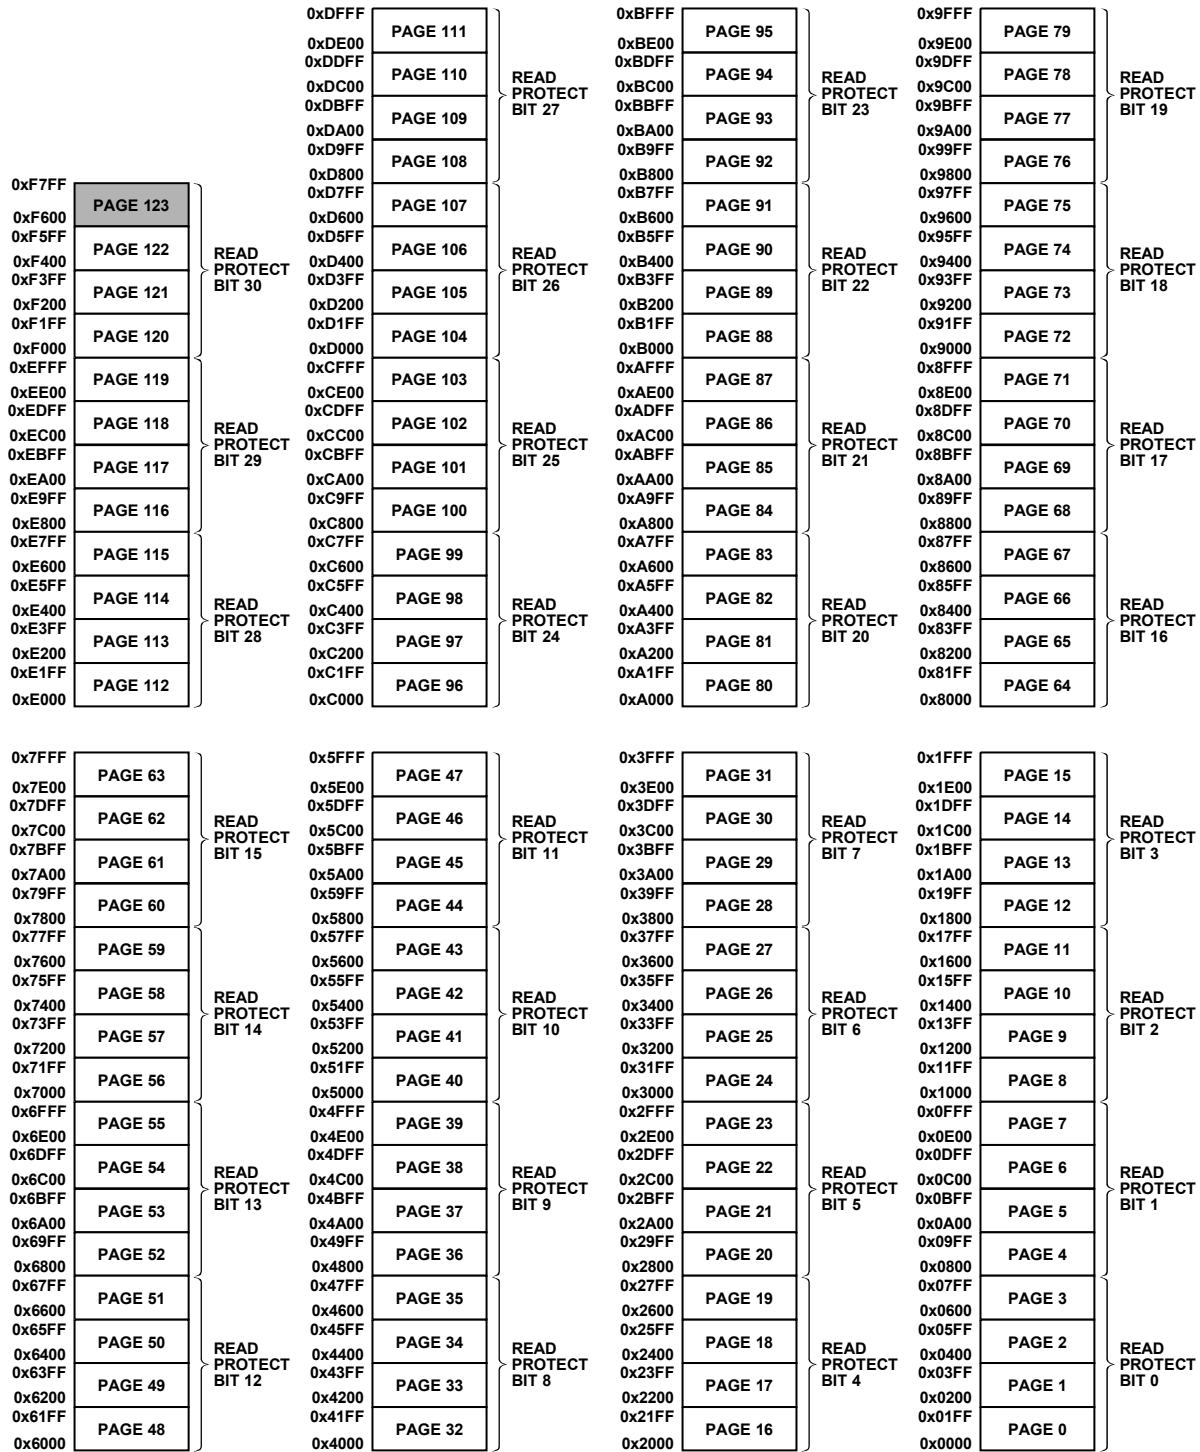 0xF7FF
PAGE 123
0xF600
0xF5FF
PAGE 122
0xF400
0xF3FF
PAGE 121
0xF200
0xF1FF
PAGE 120
0xF000
READ
PROTECT
BIT 30
0xEFFF
PAGE 119
0xEE00
0xEDFF
PAGE 118
0xEC00
0xEBFF
PAGE 117
0xEA00
0xE9FF
PAGE 116
0xE800
READ
PROTECT
BIT 29
0xE7FF
PAGE 115
0xE600
0xE5FF
PAGE 114
0xE400
0xE3FF
PAGE 113
0xE200
0xE1FF
PAGE 112
0xE000
READ
PROTECT
BIT 28
0xDFFF
PAGE 111
0xDE00
0xDDFF
PAGE 110
0xDC00
0xDBFF
PAGE 109
0xDA00
0xD9FF
PAGE 108
0xD800
READ
PROTECT
BIT 27
0xD7FF
PAGE 107
0xD600
0xD5FF
PAGE 106
0xD400
0xD3FF
PAGE 105
0xD200
0xD1FF
PAGE 104
0xD000
READ
PROTECT
BIT 26
0xCFFF
PAGE 103
0xCE00
0xCDFF
PAGE 102
0xCC00
0xCBFF
PAGE 101
0xCA00
0xC9FF
PAGE 100
0xC800
READ
PROTECT
BIT 25
0xC7FF
PAGE 99
0xC600
0xC5FF
PAGE 98
0xC400
0xC3FF
PAGE 97
0xC200
0xC1FF
PAGE 96
0xC000
READ
PROTECT
BIT 24
0xBFFF
PAGE 95
0xBE00
0xBDFF
PAGE 94
0xBC00
0xBBFF
PAGE 93
0xBA00
0xB9FF
PAGE 92
0xB800
READ
PROTECT
BIT 23
0xB7FF
PAGE 91
0xB600
0xB5FF
PAGE 90
0xB400
0xB3FF
PAGE 89
0xB200
0xB1FF
PAGE 88
0xB000
READ
PROTECT
BIT 22
0xAFFF
PAGE 87
0xAE00
0xADFF
PAGE 86
0xAC00
0xABFF
PAGE 85
0xAA00
0xA9FF
PAGE 84
0xA800
READ
PROTECT
BIT 21
0xA7FF
PAGE 83
0xA600
0xA5FF
PAGE 82
0xA400
0xA3FF
PAGE 81
0xA200
0xA1FF
PAGE 80
0xA000
READ
PROTECT
BIT 20
0x9FFF
PAGE 79
0x9E00
0x9DFF
PAGE 78
0x9C00
0x9BFF
PAGE 77
0x9A00
0x99FF
PAGE 76
0x9800
READ
PROTECT
BIT 19
0x97FF
PAGE 75
0x9600
0x95FF
PAGE 74
0x9400
0x93FF
PAGE 73
0x9200
0x91FF
PAGE 72
0x9000
READ
PROTECT
BIT 18
0x8FFF
PAGE 71
0x8E00
0x8DFF
PAGE 70
0x8C00
0x8BFF
PAGE 69
0x8A00
0x89FF
PAGE 68
0x8800
READ
PROTECT
BIT 17
0x87FF
PAGE 67
0x8600
0x85FF
PAGE 66
0x8400
0x83FF
PAGE 65
0x8200
0x81FF
PAGE 64
0x8000
READ
PROTECT
BIT 16
0x7FFF
PAGE 63
0x7E00
0x7DFF
PAGE 62
0x7C00
0x7BFF
PAGE 61
0x7A00
0x79FF
PAGE 60
0x7800
READ
PROTECT
BIT 15
0x77FF
PAGE 59
0x7600
0x75FF
PAGE 58
0x7400
0x73FF
PAGE 57
0x7200
0x71FF
PAGE 56
0x7000
READ
PROTECT
BIT 14
0x6FFF
PAGE 55
0x6E00
0x6DFF
PAGE 54
0x6C00
0x6BFF
PAGE 53
0x6A00
0x69FF
PAGE 52
0x6800
READ
PROTECT
BIT 13
0x67FF
PAGE 51
0x6600
0x65FF
PAGE 50
0x6400
0x63FF
PAGE 49
0x6200
0x61FF
PAGE 48
0x6000
READ
PROTECT
BIT 12
0x5FFF
PAGE 47
0x5E00
0x5DFF
PAGE 46
0x5C00
0x5BFF
PAGE 45
0x5A00
0x59FF
PAGE 44
0x5800
READ
PROTECT
BIT 11
0x57FF
PAGE 43
0x5600
0x55FF
PAGE 42
0x5400
0x53FF
PAGE 41
0x5200
0x51FF
PAGE 40
0x5000
READ
PROTECT
BIT 10
0x4FFF
PAGE 39
0x4E00
0x4DFF
PAGE 38
0x4C00
0x4BFF
PAGE 37
0x4A00
0x49FF
PAGE 36
0x4800
READ
PROTECT
BIT 9
0x47FF
PAGE 35
0x4600
0x45FF
PAGE 34
0x4400
0x43FF
PAGE 33
0x4200
0x41FF
PAGE 32
0x4000
READ
PROTECT
BIT 8
0x3FFF
PAGE 31
0x3E00
0x3DFF
PAGE 30
0x3C00
0x3BFF
PAGE 29
0x3A00
0x39FF
PAGE 28
0x3800
READ
PROTECT
BIT 7
0x37FF
PAGE 27
0x3600
0x35FF
PAGE 26
0x3400
0x33FF
PAGE 25
0x3200
0x31FF
PAGE 24
0x3000
READ
PROTECT
BIT 6
0x2FFF
PAGE 23
0x2E00
0x2DFF
PAGE 22
0x2C00
0x2BFF
PAGE 21
0x2A00
0x29FF
PAGE 20
0x2800
READ
PROTECT
BIT 5
0x27FF
PAGE 19
0x2600
0x25FF
PAGE 18
0x2400
0x23FF
PAGE 17
0x2200
0x21FF
PAGE 16
0x2000
READ
PROTECT
BIT 4
0x1FFF
PAGE 15
0x1E00
0x1DFF
PAGE 14
0x1C00
0x1BFF
PAGE 13
0x1A00
0x19FF
PAGE 12
0x1800
READ
PROTECT
BIT 3
0x17FF
PAGE 11
0x1600
0x15FF
PAGE 10
0x1400
0x13FF
PAGE 9
0x1200
0x11FF
PAGE 8
0x1000
READ
PROTECT
BIT 2
0x0FFF
PAGE 7
0x0E00
0x0DFF
PAGE 6
0x0C00
0x0BFF
PAGE 5
0x0A00
0x09FF
PAGE 4
0x0800
READ
PROTECT
BIT 1
0x07FF
PAGE 3
0x0600
0x05FF
PAGE 2
0x0400
0x03FF
PAGE 1
0x0200
0x01FF
PAGE 0
0x0000
READ
PROTECT
BIT 0